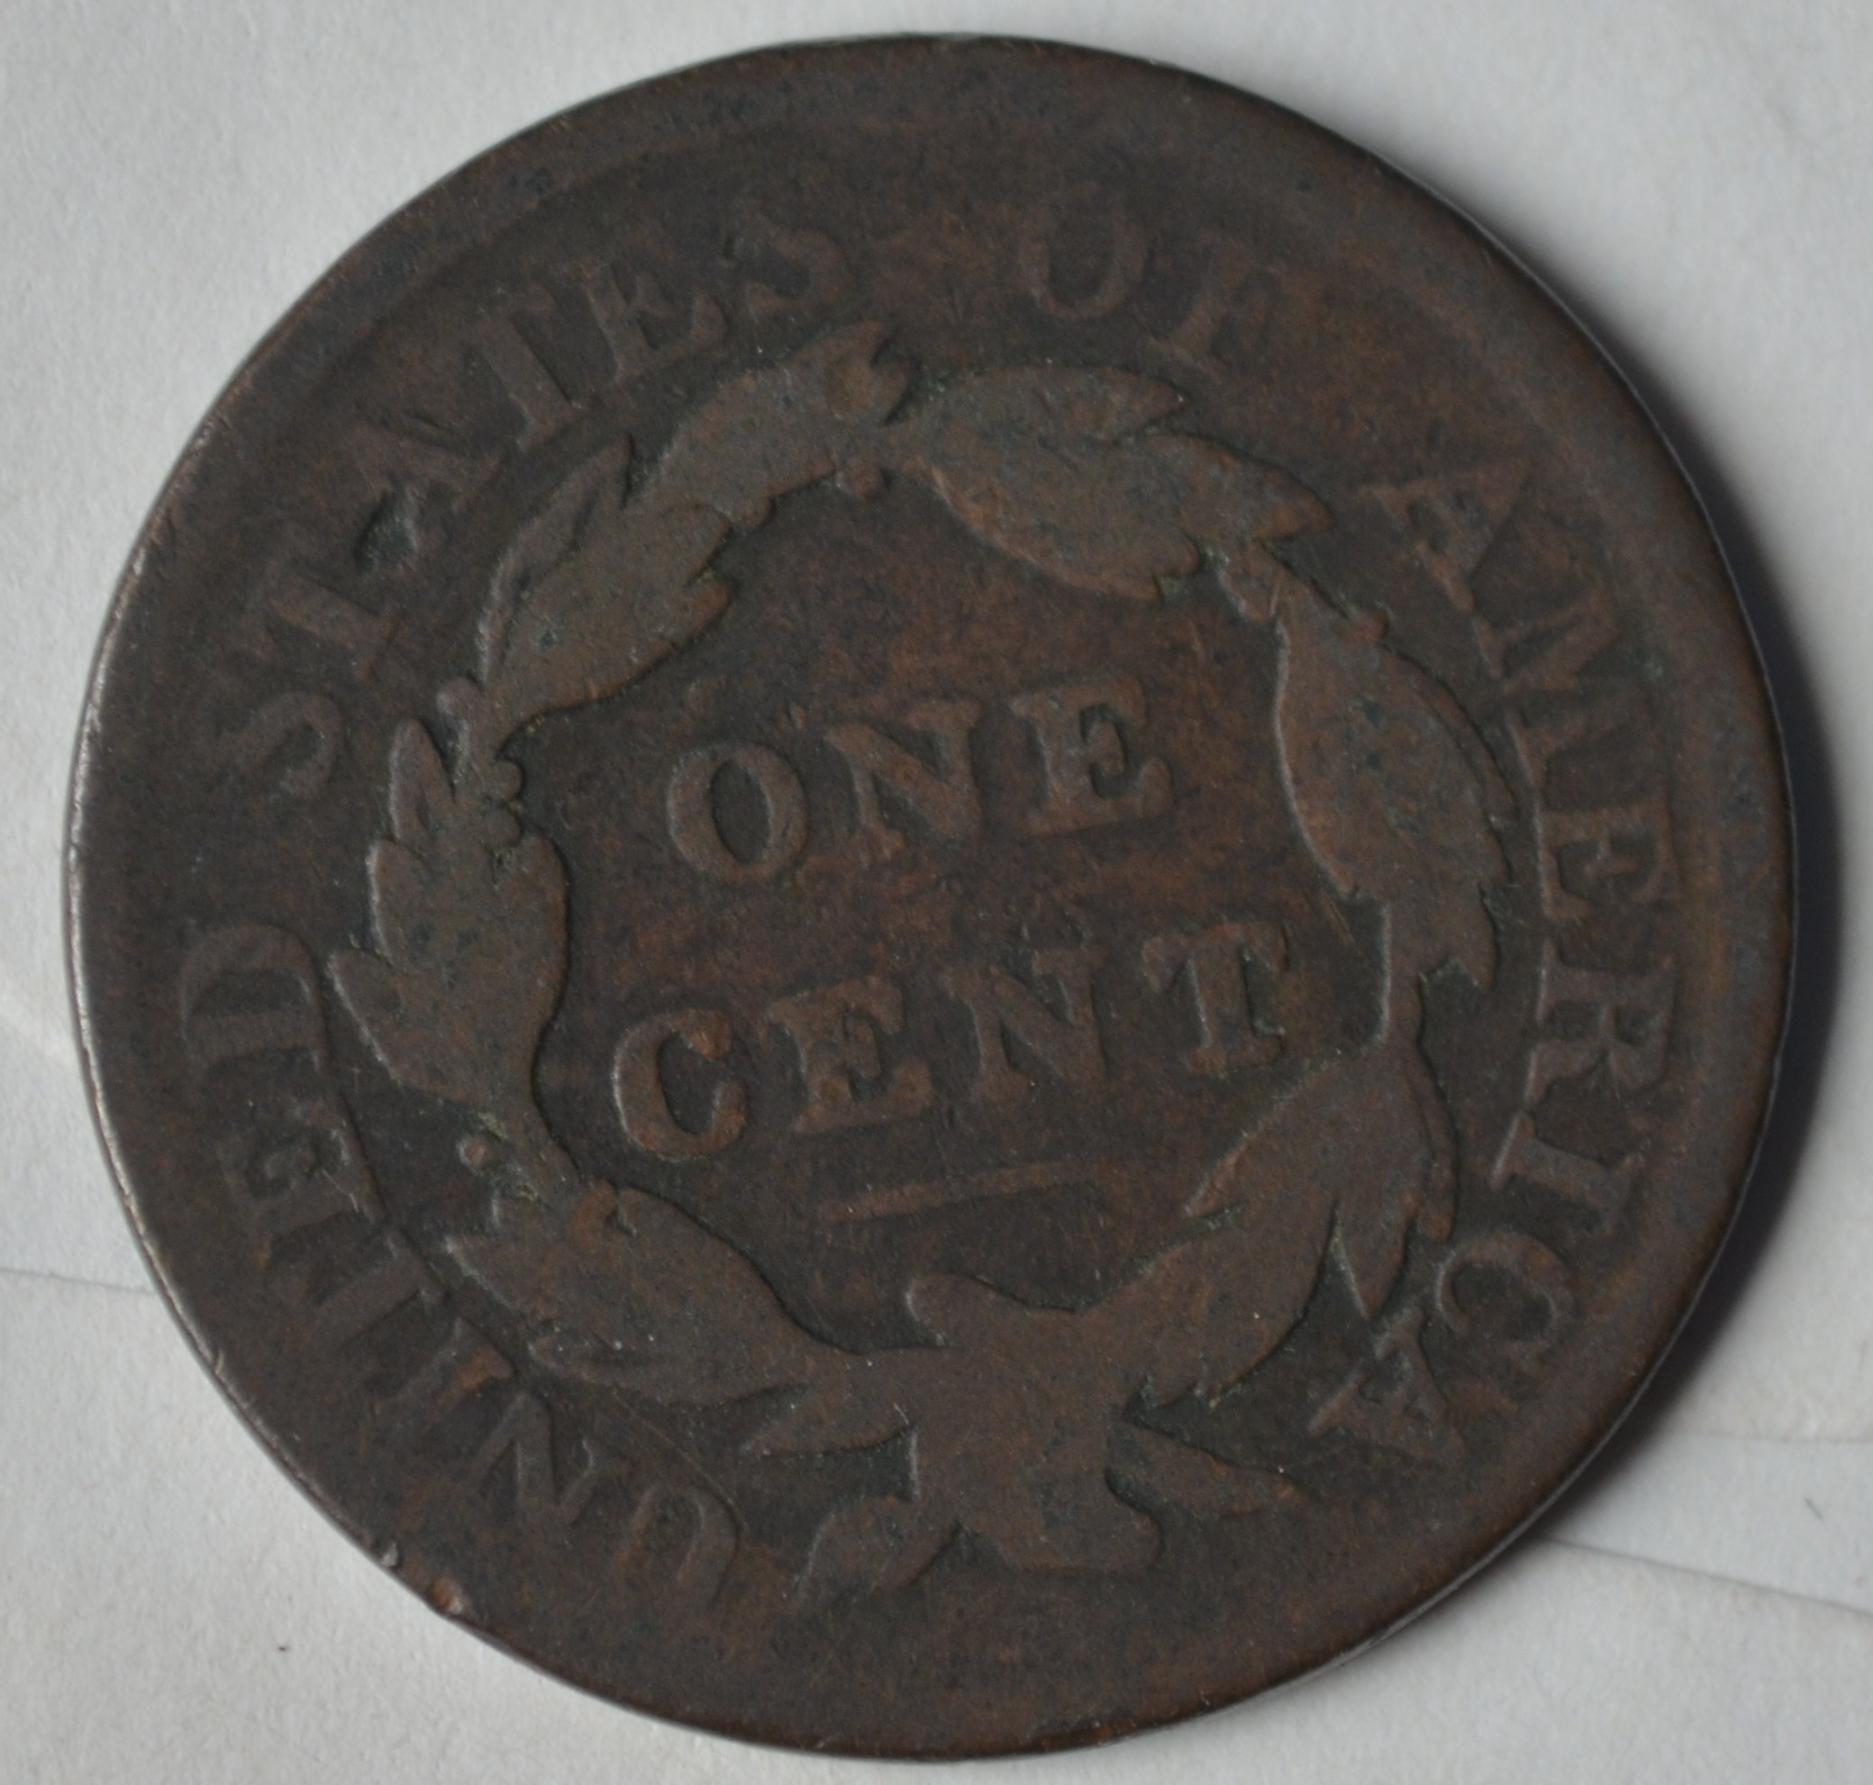 UNITED STATES OF AMERICA
ONE
CENT